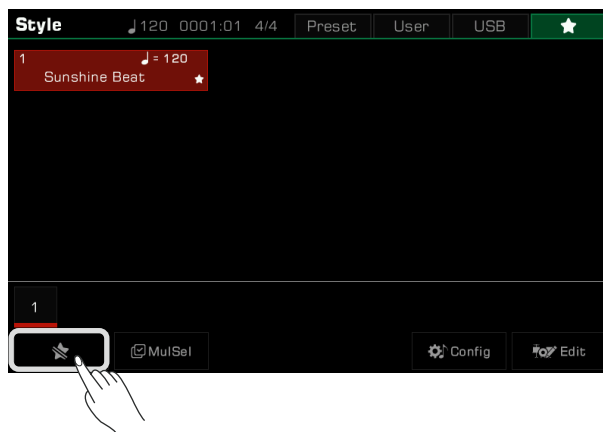 Style ♩120 0001:01 4/4 Preset User USB ★
1 ♩= 120
Sunshine Beat ★
1
MulSel Config Edit